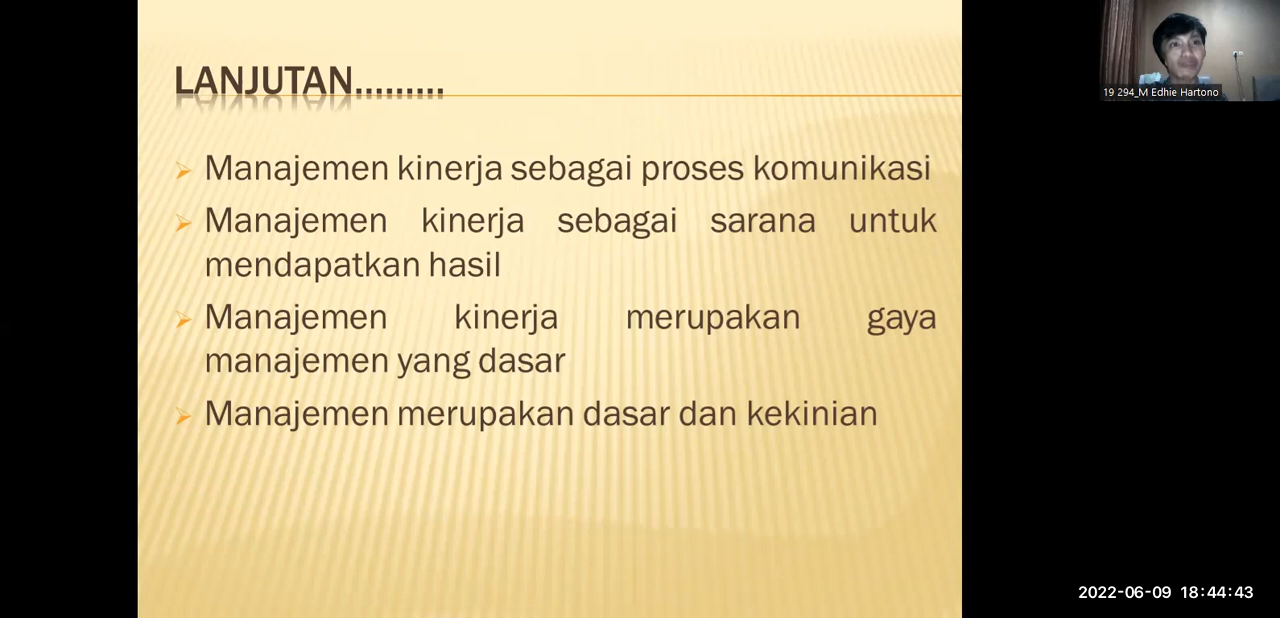 LANJUTAN.........
Manajemen kinerja sebagai proses komunikasi
Manajemen kinerja sebagai sarana untuk
mendapatkan hasil
Manajemen kinerja merupakan gaya
manajemen yang dasar
Manajemen merupakan dasar dan kekinian
19 294_M Edhie Hartono
2022-06-09 18:44:43